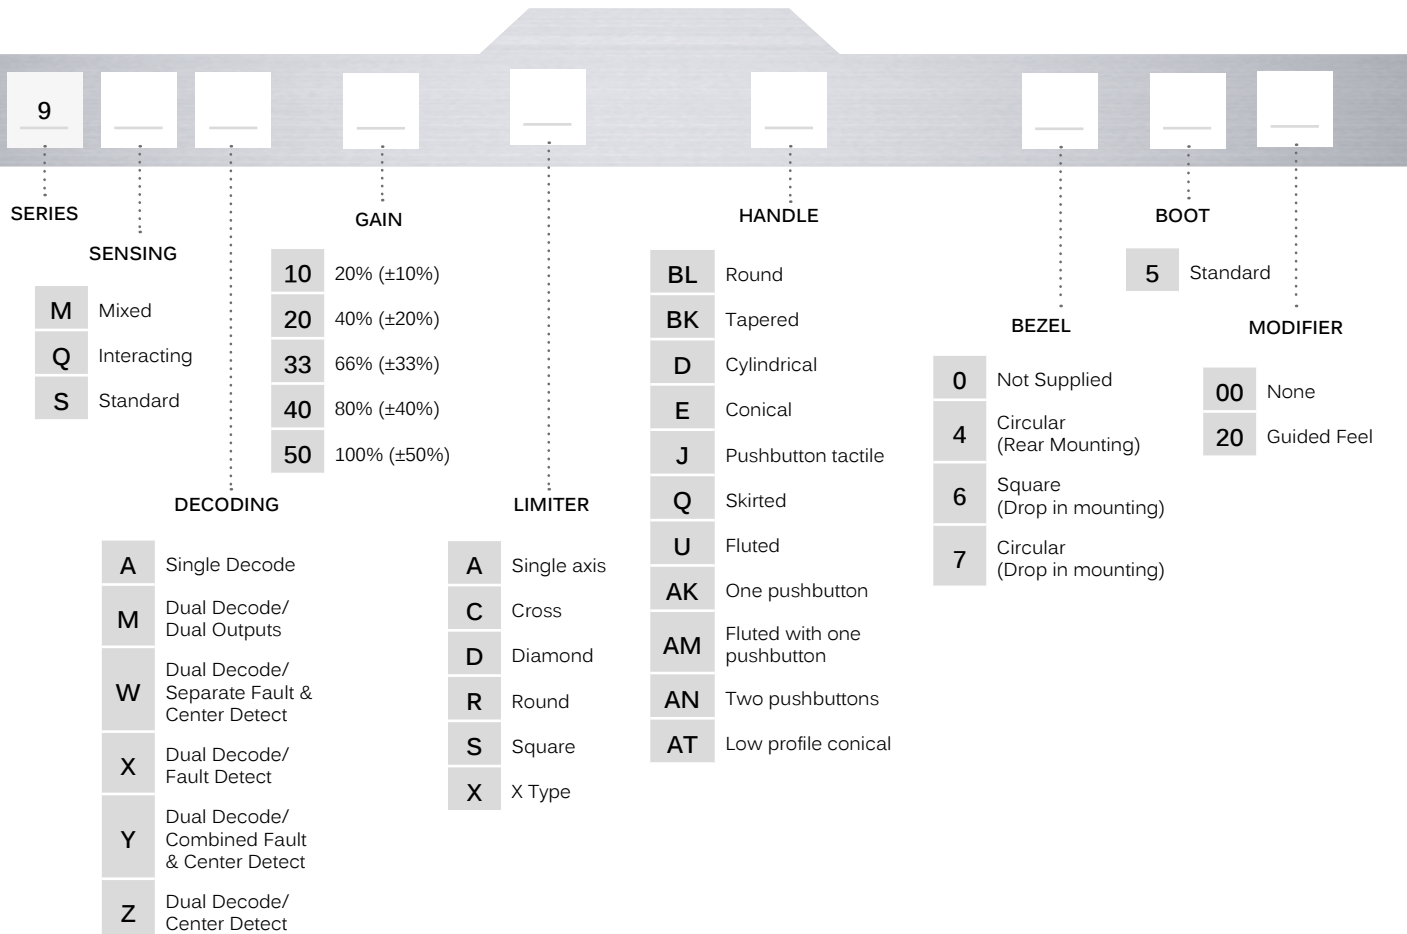 9
SERIES
SENSING
M Mixed
Q Interacting
S Standard
DECODING
A Single Decode
M Dual Decode/
Dual Outputs
W Dual Decode/
Separate Fault &
Center Detect
X Dual Decode/
Fault Detect
Y Dual Decode/
Combined Fault
& Center Detect
Z Dual Decode/
Center Detect
GAIN
10 20% (±10%)
20 40% (±20%)
33 66% (±33%)
40 80% (±40%)
50 100% (±50%)
LIMITER
A Single axis
C Cross
D Diamond
R Round
S Square
X X Type
HANDLE
BL Round
BK Tapered
D Cylindrical
E Conical
J Pushbutton tactile
Q Skirted
U Fluted
AK One pushbutton
AM Fluted with one
pushbutton
AN Two pushbuttons
AT Low profile conical
BEZEL
0 Not Supplied
4 Circular
(Rear Mounting)
6 Square
(Drop in mounting)
7 Circular
(Drop in mounting)
BOOT
5 Standard
MODIFIER
00 None
20 Guided Feel